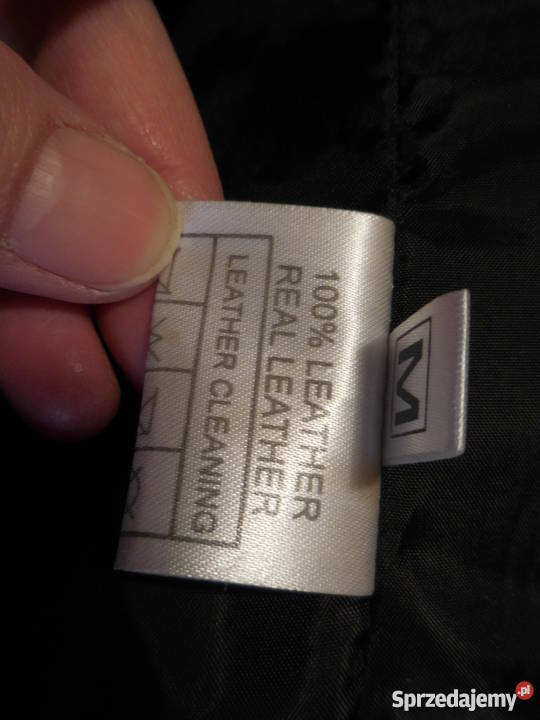 100% LEATHER
REAL LEATHER
LEATHER CLEANING
M
Sprzedajemy.pl